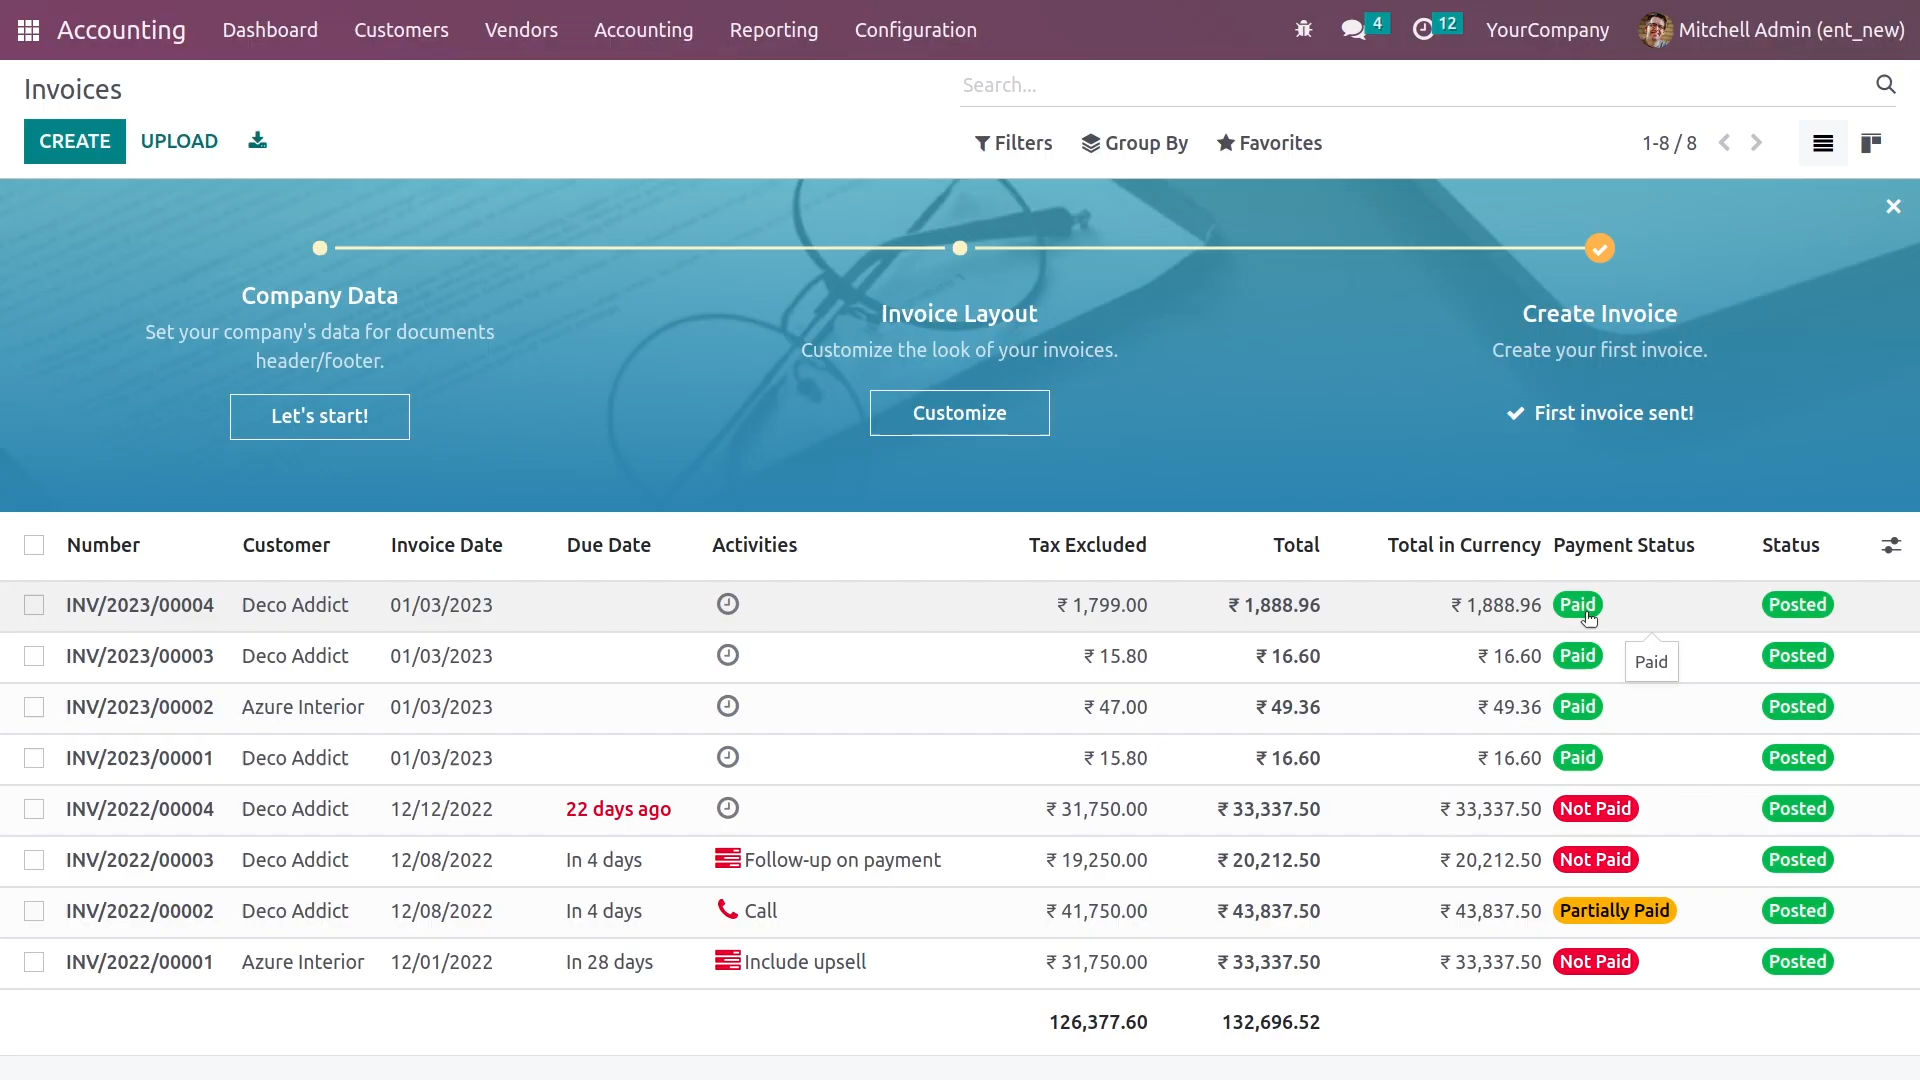 Accounting Dashboard Customers Vendors Accounting Reporting Configuration 4 12 YourCompany Mitchell Admin (ent_new)
Invoices Search...
CREATE UPLOAD Filters Group By Favorites 1-8 / 8
Company Data
Set your company's data for documents
header/footer.
Let's start!
Invoice Layout
Customize the look of your invoices.
Customize
Create Invoice
Create your first invoice.
First invoice sent!
Number Customer Invoice Date Due Date Activities Tax Excluded Total Total in Currency Payment Status Status
INV/2023/00004 Deco Addict 01/03/2023 ₹ 1,799.00 ₹ 1,888.96 ₹ 1,888.96 Paid Posted
INV/2023/00003 Deco Addict 01/03/2023 ₹ 15.80 ₹ 16.60 ₹ 16.60 Paid Paid Posted
INV/2023/00002 Azure Interior 01/03/2023 ₹ 47.00 ₹ 49.36 ₹ 49.36 Paid Posted
INV/2023/00001 Deco Addict 01/03/2023 ₹ 15.80 ₹ 16.60 ₹ 16.60 Paid Posted
INV/2022/00004 Deco Addict 12/12/2022 22 days ago ₹ 31,750.00 ₹ 33,337.50 ₹ 33,337.50 Not Paid Posted
INV/2022/00003 Deco Addict 12/08/2022 In 4 days Follow-up on payment ₹ 19,250.00 ₹ 20,212.50 ₹ 20,212.50 Not Paid Posted
INV/2022/00002 Deco Addict 12/08/2022 In 4 days Call ₹ 41,750.00 ₹ 43,837.50 ₹ 43,837.50 Partially Paid Posted
INV/2022/00001 Azure Interior 12/01/2022 In 28 days Include upsell ₹ 31,750.00 ₹ 33,337.50 ₹ 33,337.50 Not Paid Posted
126,377.60 132,696.52